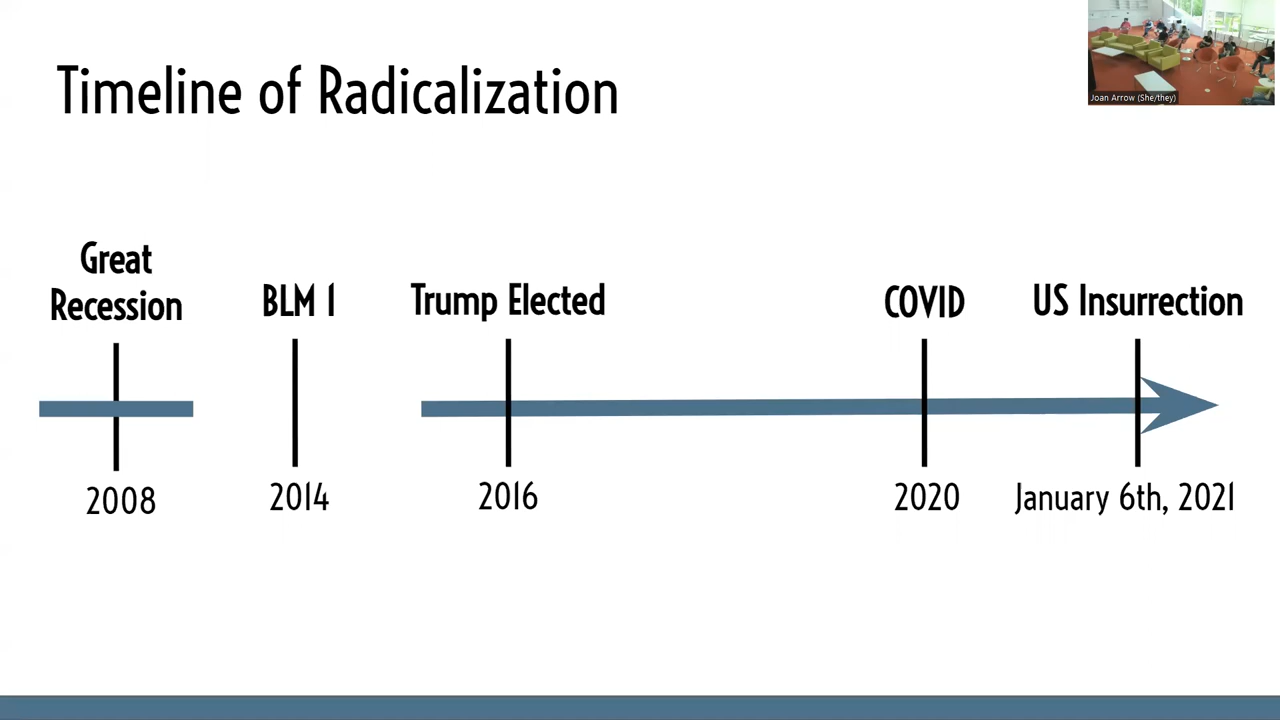 Timeline of Radicalization
Joan Arrow (She/they)
Great
Recession
BLM 1
Trump Elected
COVID
US Insurrection
2008
2014
2016
2020
January 6th, 2021